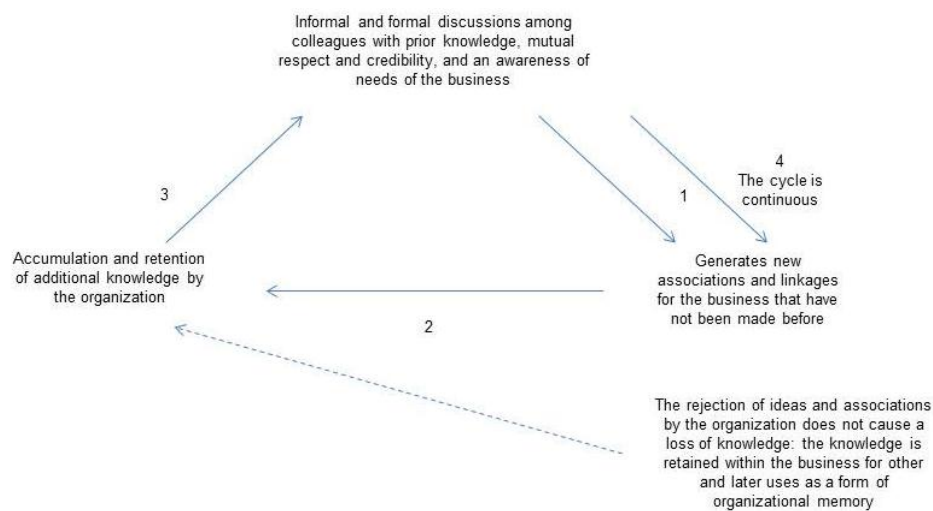 Informal and formal discussions among
colleagues with prior knowledge, mutual
respect and credibility, and an awareness of
needs of the business
4
The cycle is
continuous
3
1
Accumulation and retention
of additional knowledge by
the organization
Generates new
associations and linkages
for the business that have
not been made before
2
The rejection of ideas and associations
by the organization does not cause a
loss of knowledge: the knowledge is
retained within the business for other
and later uses as a form of
organizational memory